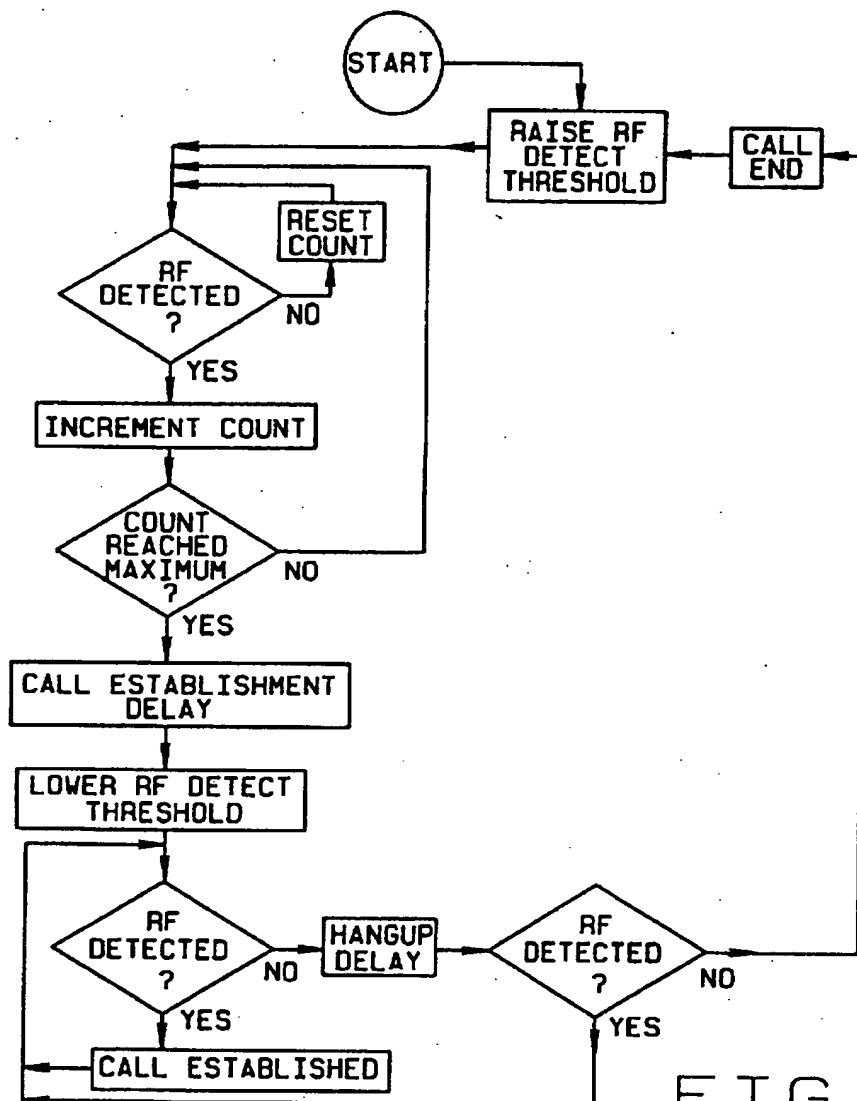 START
RAISE RF
DETECT
THRESHOLD
CALL
END
RESET
COUNT
RF
DETECTED
?
NO
YES
INCREMENT COUNT
COUNT
REACHED
MAXIMUM
?
NO
YES
CALL ESTABLISHMENT
DELAY
LOWER RF DETECT
THRESHOLD
RF
DETECTED
?
NO
YES
HANGUP
DELAY
RF
DETECTED
?
NO
YES
CALL ESTABLISHED
FIG